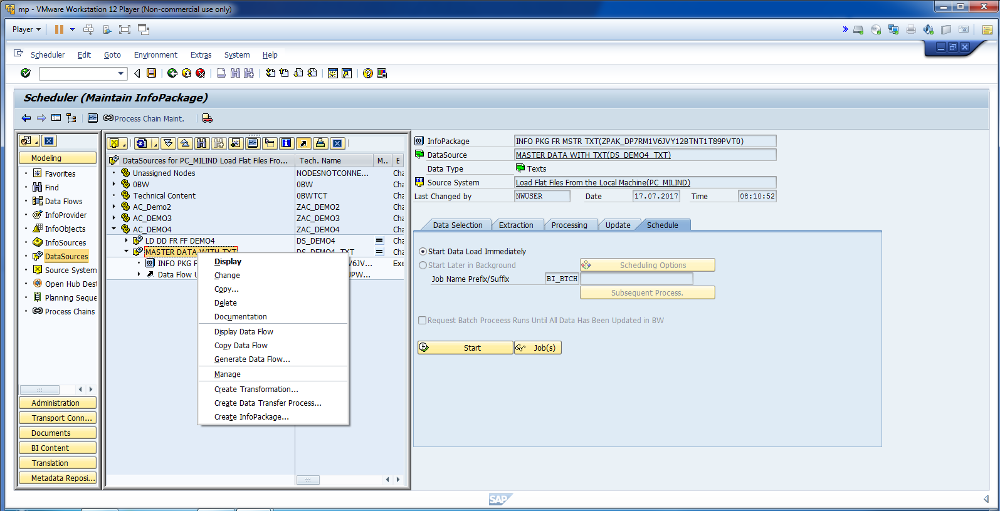 mp - VMware Workstation 12 Player (Non-commercial use only)
Player
Scheduler Edit Goto Environment Extras System Help
Scheduler (Maintain InfoPackage)
Process Chain Maint.
Modeling
Favorites
Find
Data Flows
InfoProvider
InfoObjects
InfoSources
DataSources
Source System
Open Hub Dest
Planning Seque
Process Chains
Administration
Transport Conn...
Documents
BI Content
Translation
Metadata Reposi...
DataSources for PC_MILIND Load Flat Files Fro... Tech. Name M.. E
Unassigned Nodes NODESNOTCONNE... Cha
0BW 0BW Cha
Technical Content 0BWTCT Cha
AC_Demo2 ZAC_DEMO2 Cha
AC_DEMO3 ZAC_DEMO3 Cha
AC_DEMO4 ZAC_DEMO4 Cha
LD DD FR FF DEMO4 DS_DEMO4 Cha
MASTER DATA WITH TXT DS_DEMO4_TXT Cha
INFO PKG F V6JV... Exe
Data Flow U JPW...
Display
Change
Copy...
Delete
Documentation
Display Data Flow
Copy Data Flow
Generate Data Flow...
Manage
Create Transformation...
Create Data Transfer Process...
Create InfoPackage...
InfoPackage INFO PKG FR MSTR TXT(ZPAK_DP7RM1V6JVY12BTNT1T89PVT0)
DataSource MASTER DATA WITH TXT(DS_DEMO4_TXT)
Data Type Texts
Source System Load Flat Files From the Local Machine(PC_MILIND)
Last Changed by NWUSER Date 17.07.2017 Time 08:10:52
Data Selection Extraction Processing Update Schedule
Start Data Load Immediately
Start Later in Background Scheduling Options
Job Name Prefix/Suffix BI_BTCH
Subsequent Process.
Request Batch Proceess Runs Until All Data Has Been Updated in BW
Start Job(s)
SAP